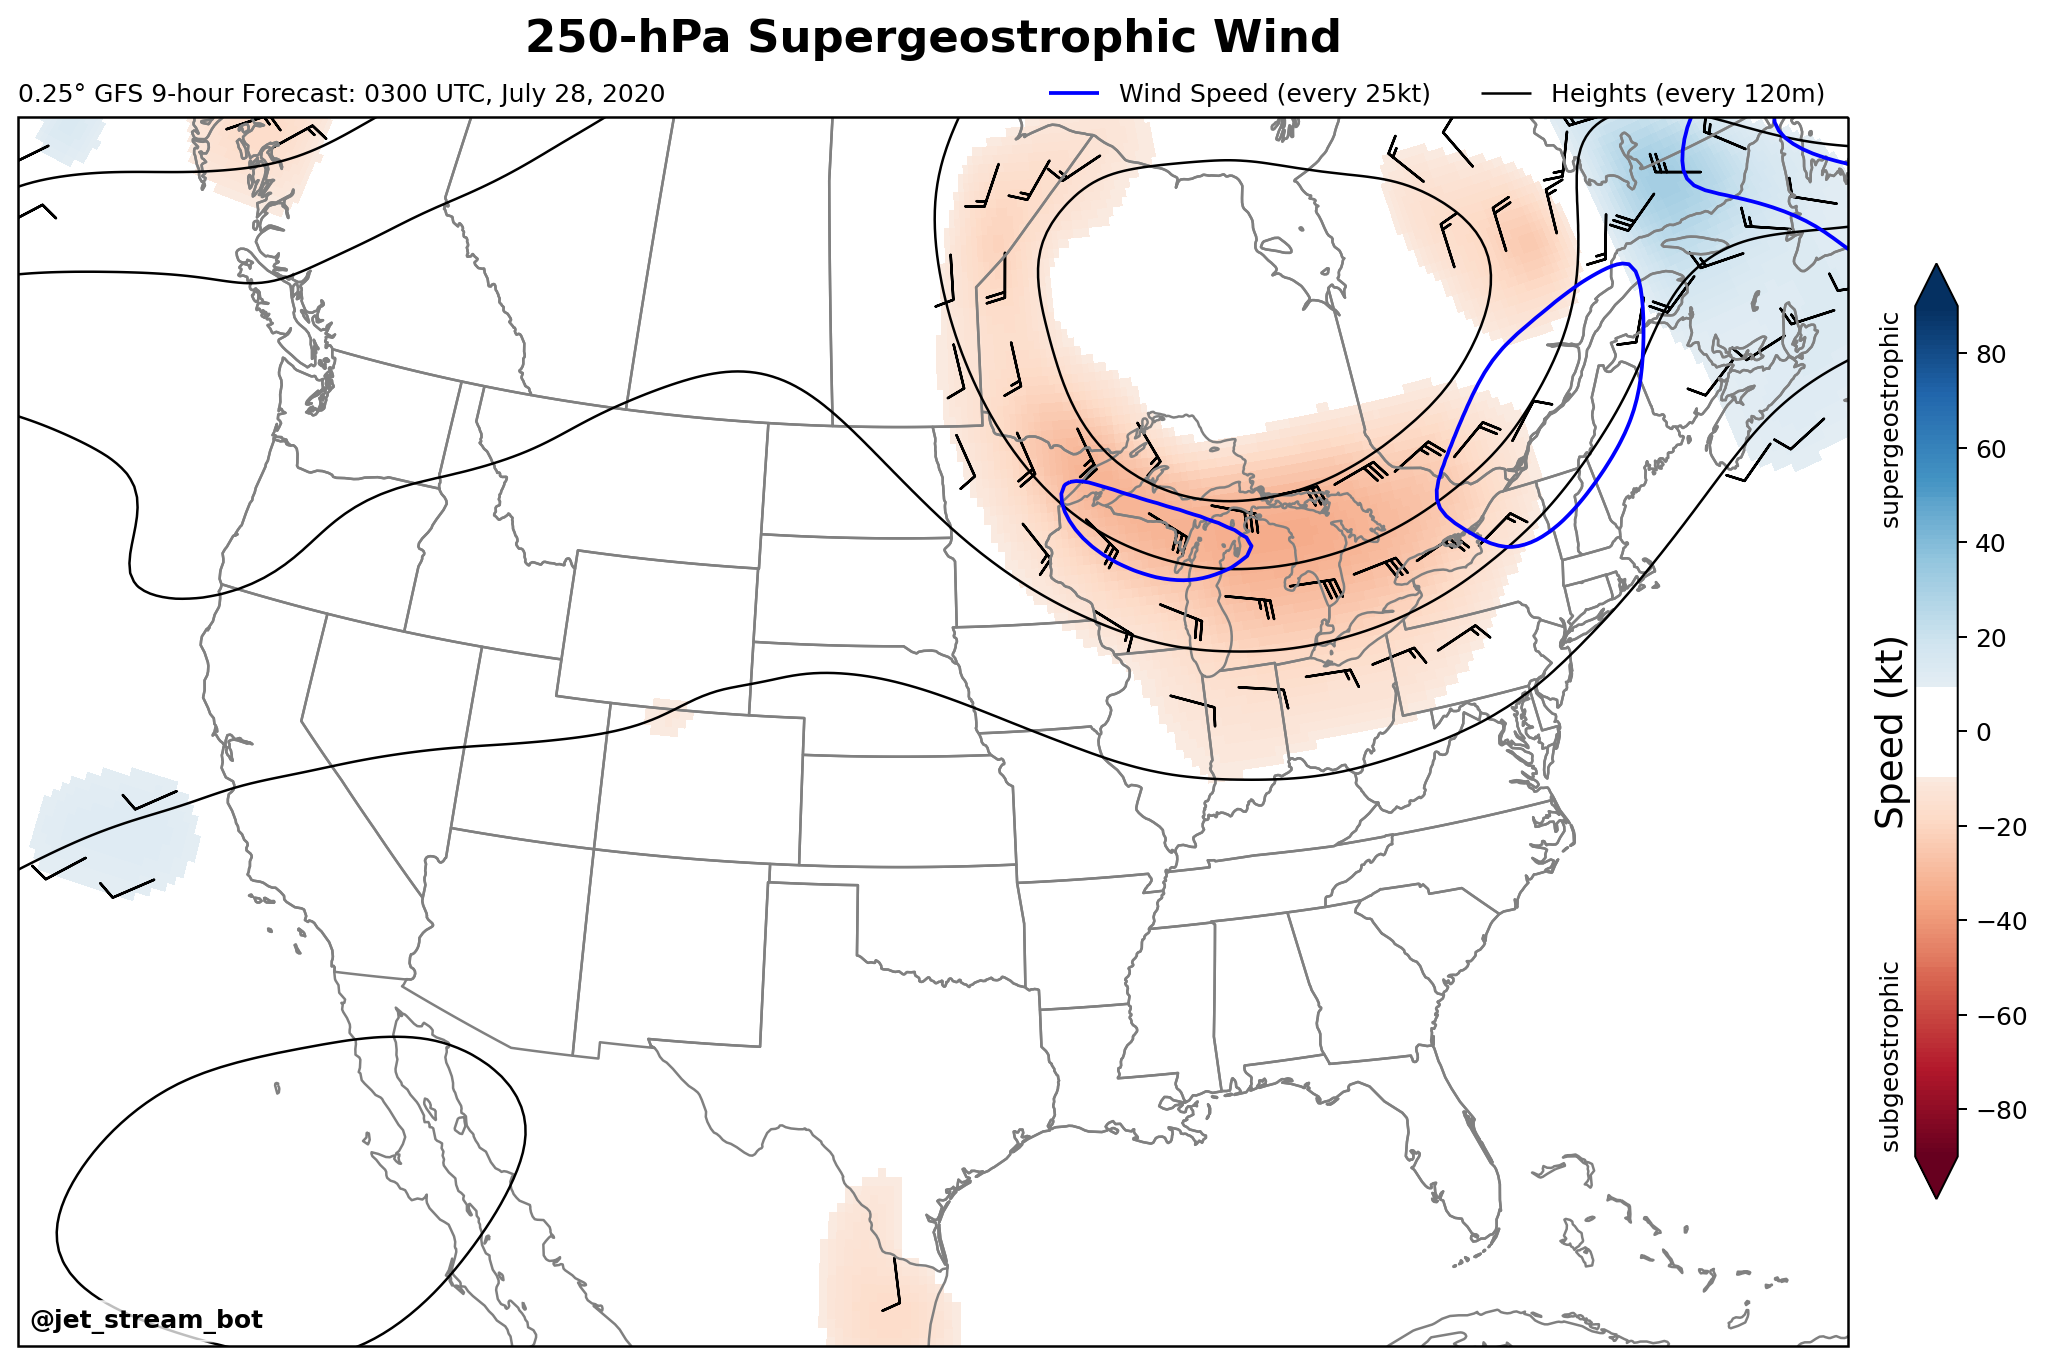 250-hPa Supergeostrophic Wind
0.25° GFS 9-hour Forecast: 0300 UTC, July 28, 2020
Wind Speed (every 25kt)
Heights (every 120m)
supergeostrophic
Speed (kt)
subgeostrophic
80
60
40
20
0
−20
−40
−60
−80
@jet_stream_bot